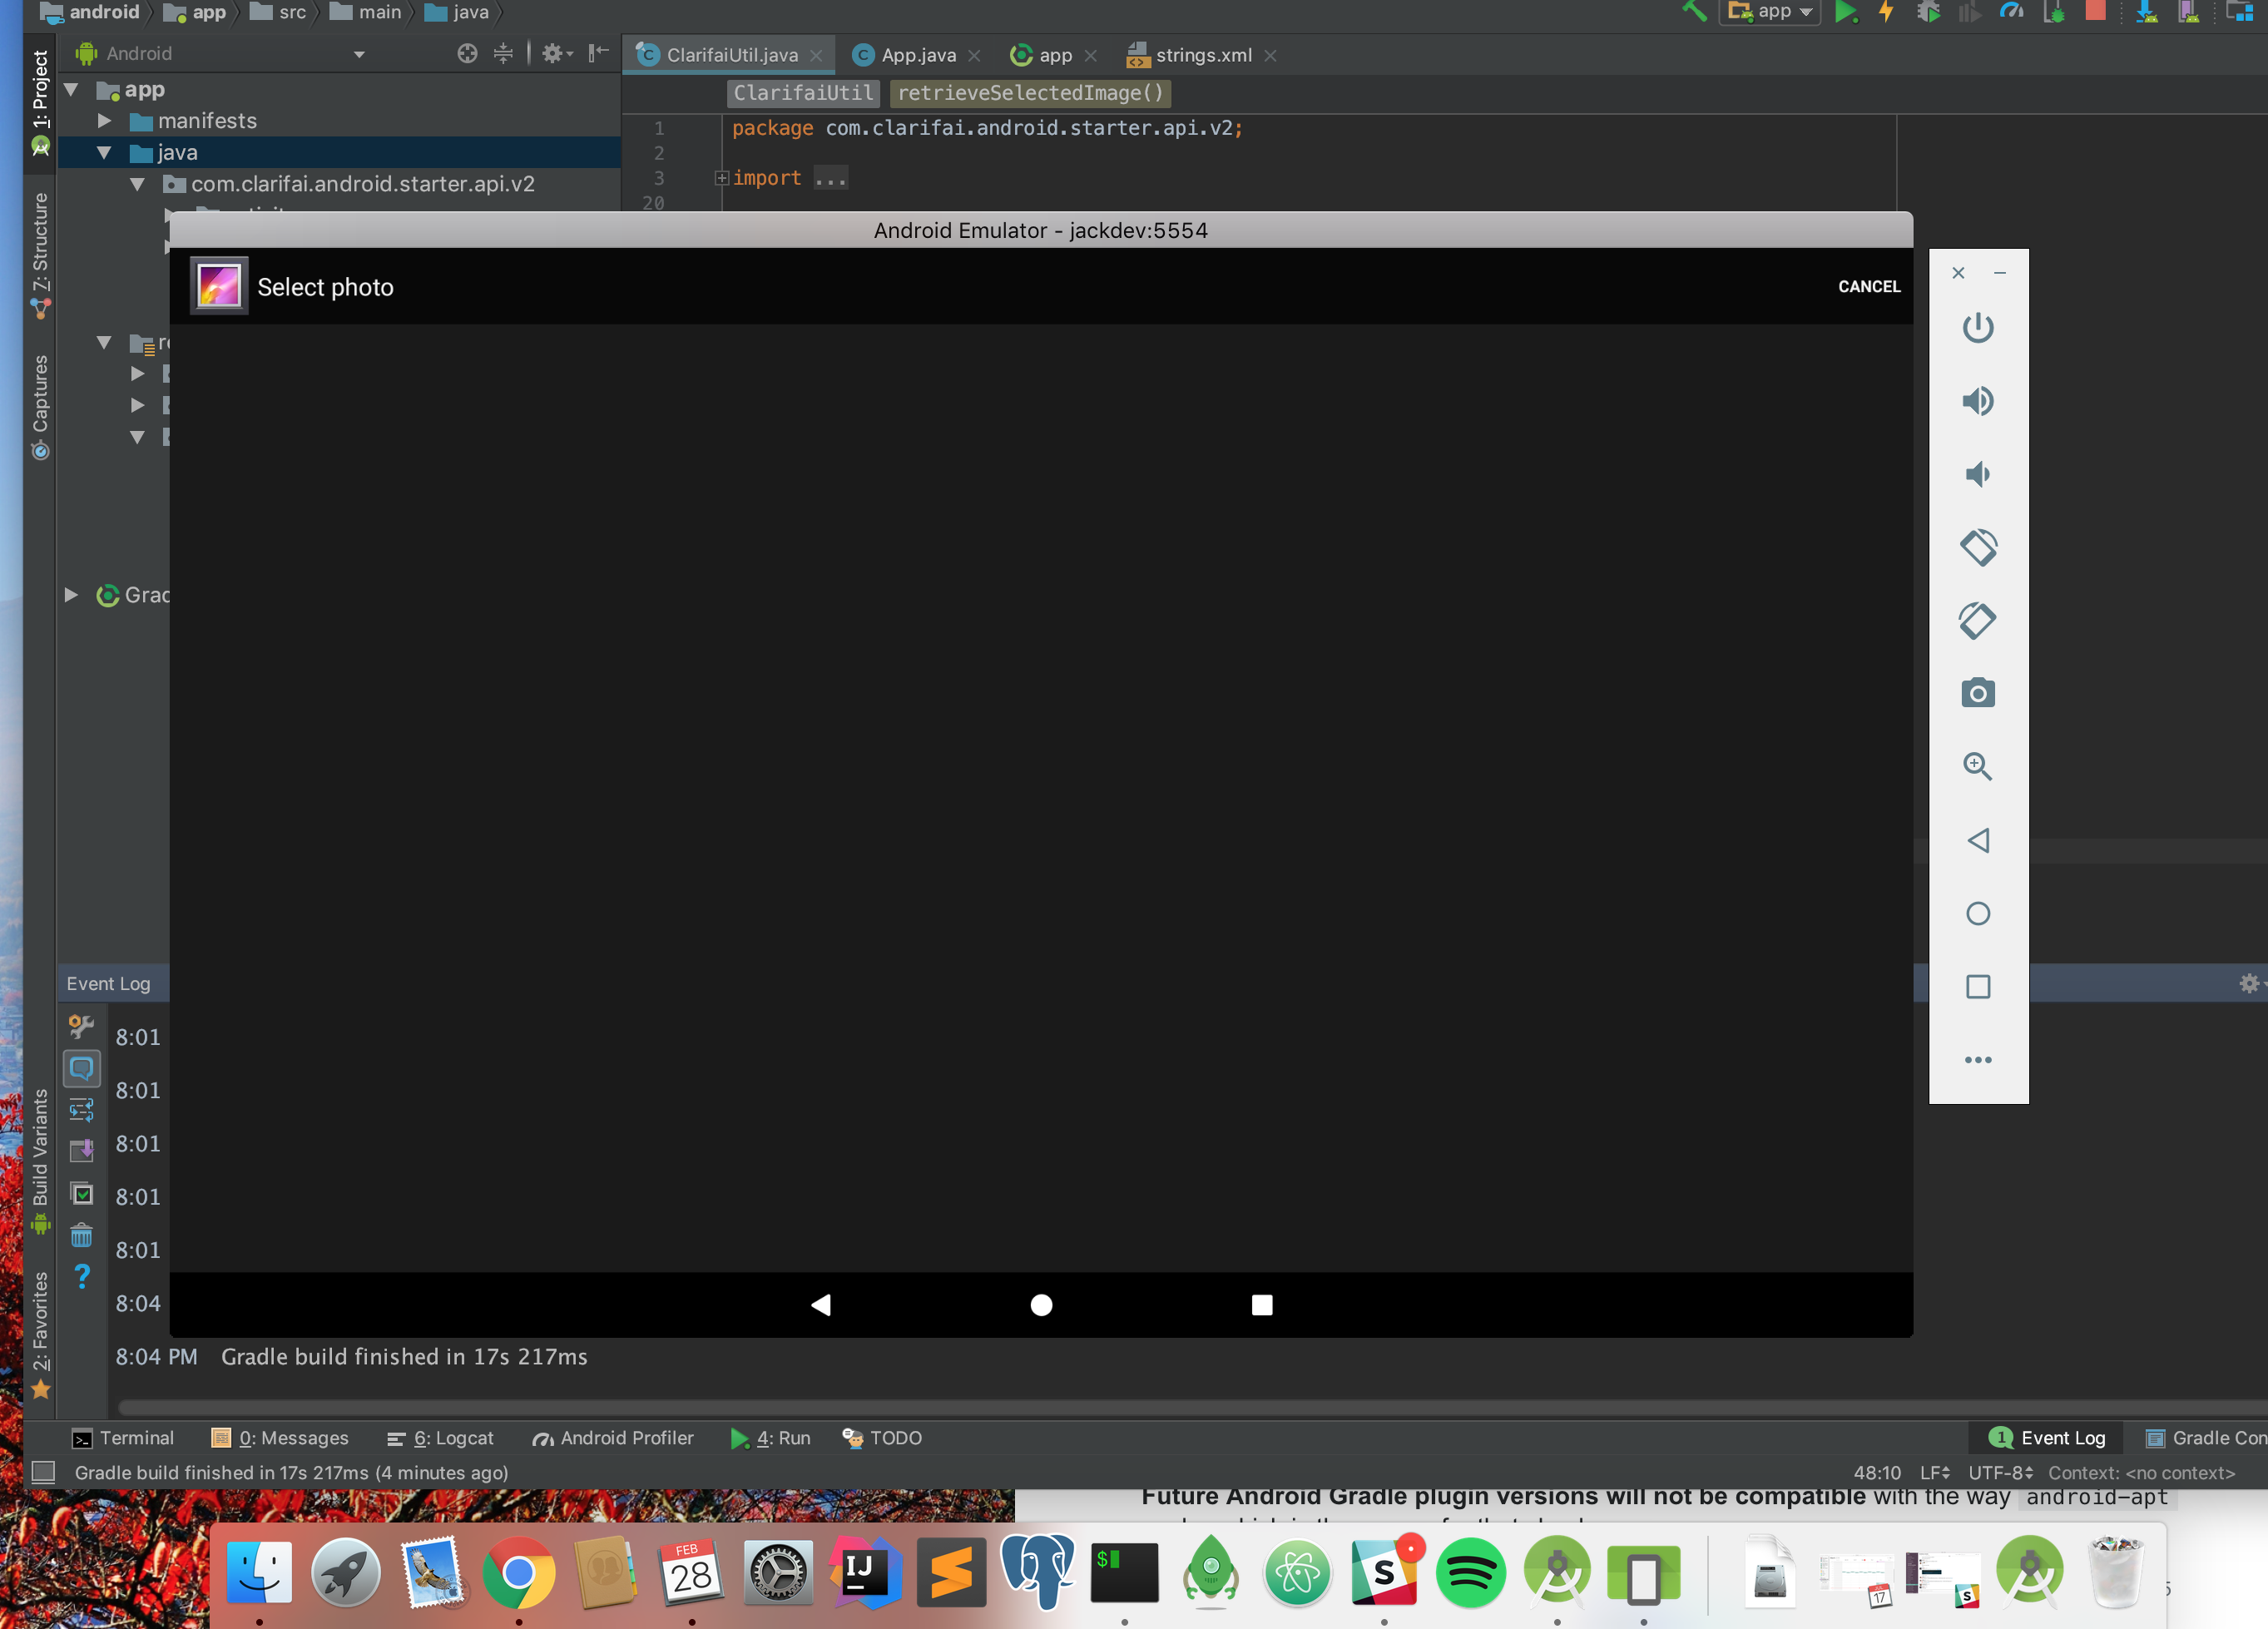 android app src main java
app
Android
ClarifaiUtil.java App.java app strings.xml
1: Project
7: Structure
Captures
Build Variants
2: Favorites
app
manifests
java
com.clarifai.android.starter.api.v2
ClarifaiUtil retrieveSelectedImage()
1 package com.clarifai.android.starter.api.v2;
2
3 import ...
20
Android Emulator - jackdev:5554
Select photo
CANCEL
Event Log
8:01
8:01
8:01
8:01
8:01
8:04
8:04 PM Gradle build finished in 17s 217ms
Terminal 0: Messages 6: Logcat Android Profiler 4: Run TODO
1 Event Log Gradle Con
Gradle build finished in 17s 217ms (4 minutes ago)
48:10 LF UTF-8 Context: <no context>
Future Android Gradle plugin versions will not be compatible with the way android-apt
FEB
28
IJ
$
S
17
S